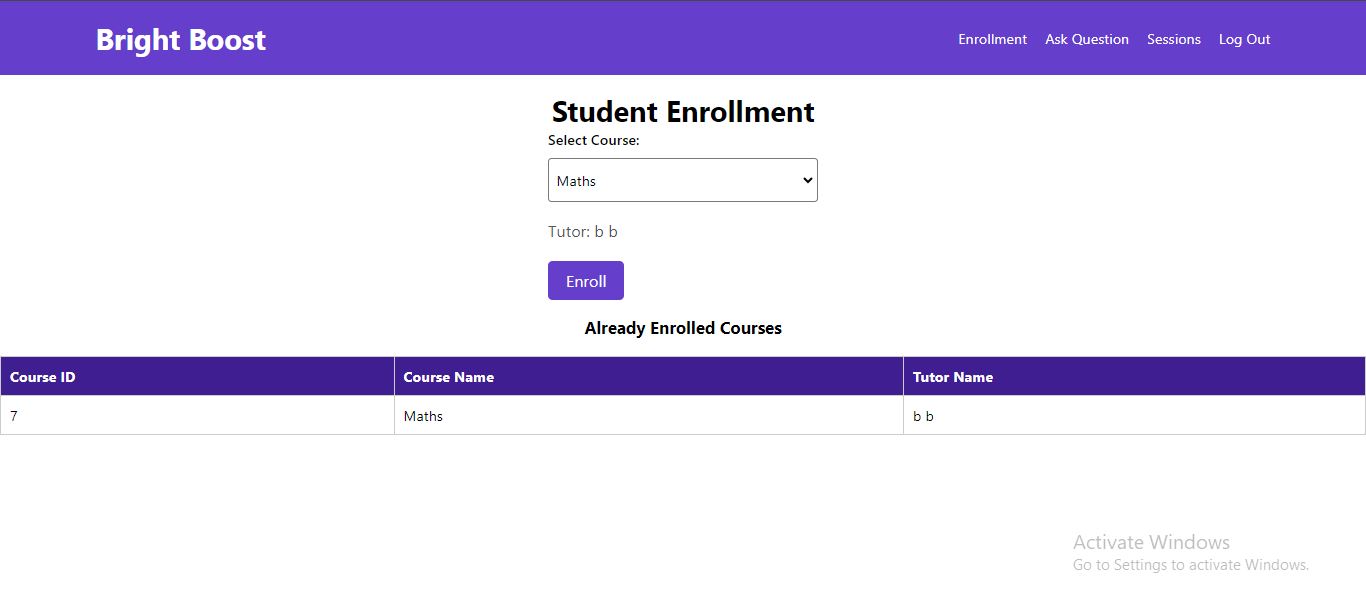 Bright Boost Enrollment Ask Question Sessions Log Out
Student Enrollment
Select Course:
Maths
Tutor: b b
Enroll
Already Enrolled Courses
Course ID Course Name Tutor Name
7 Maths b b
Activate Windows
Go to Settings to activate Windows.